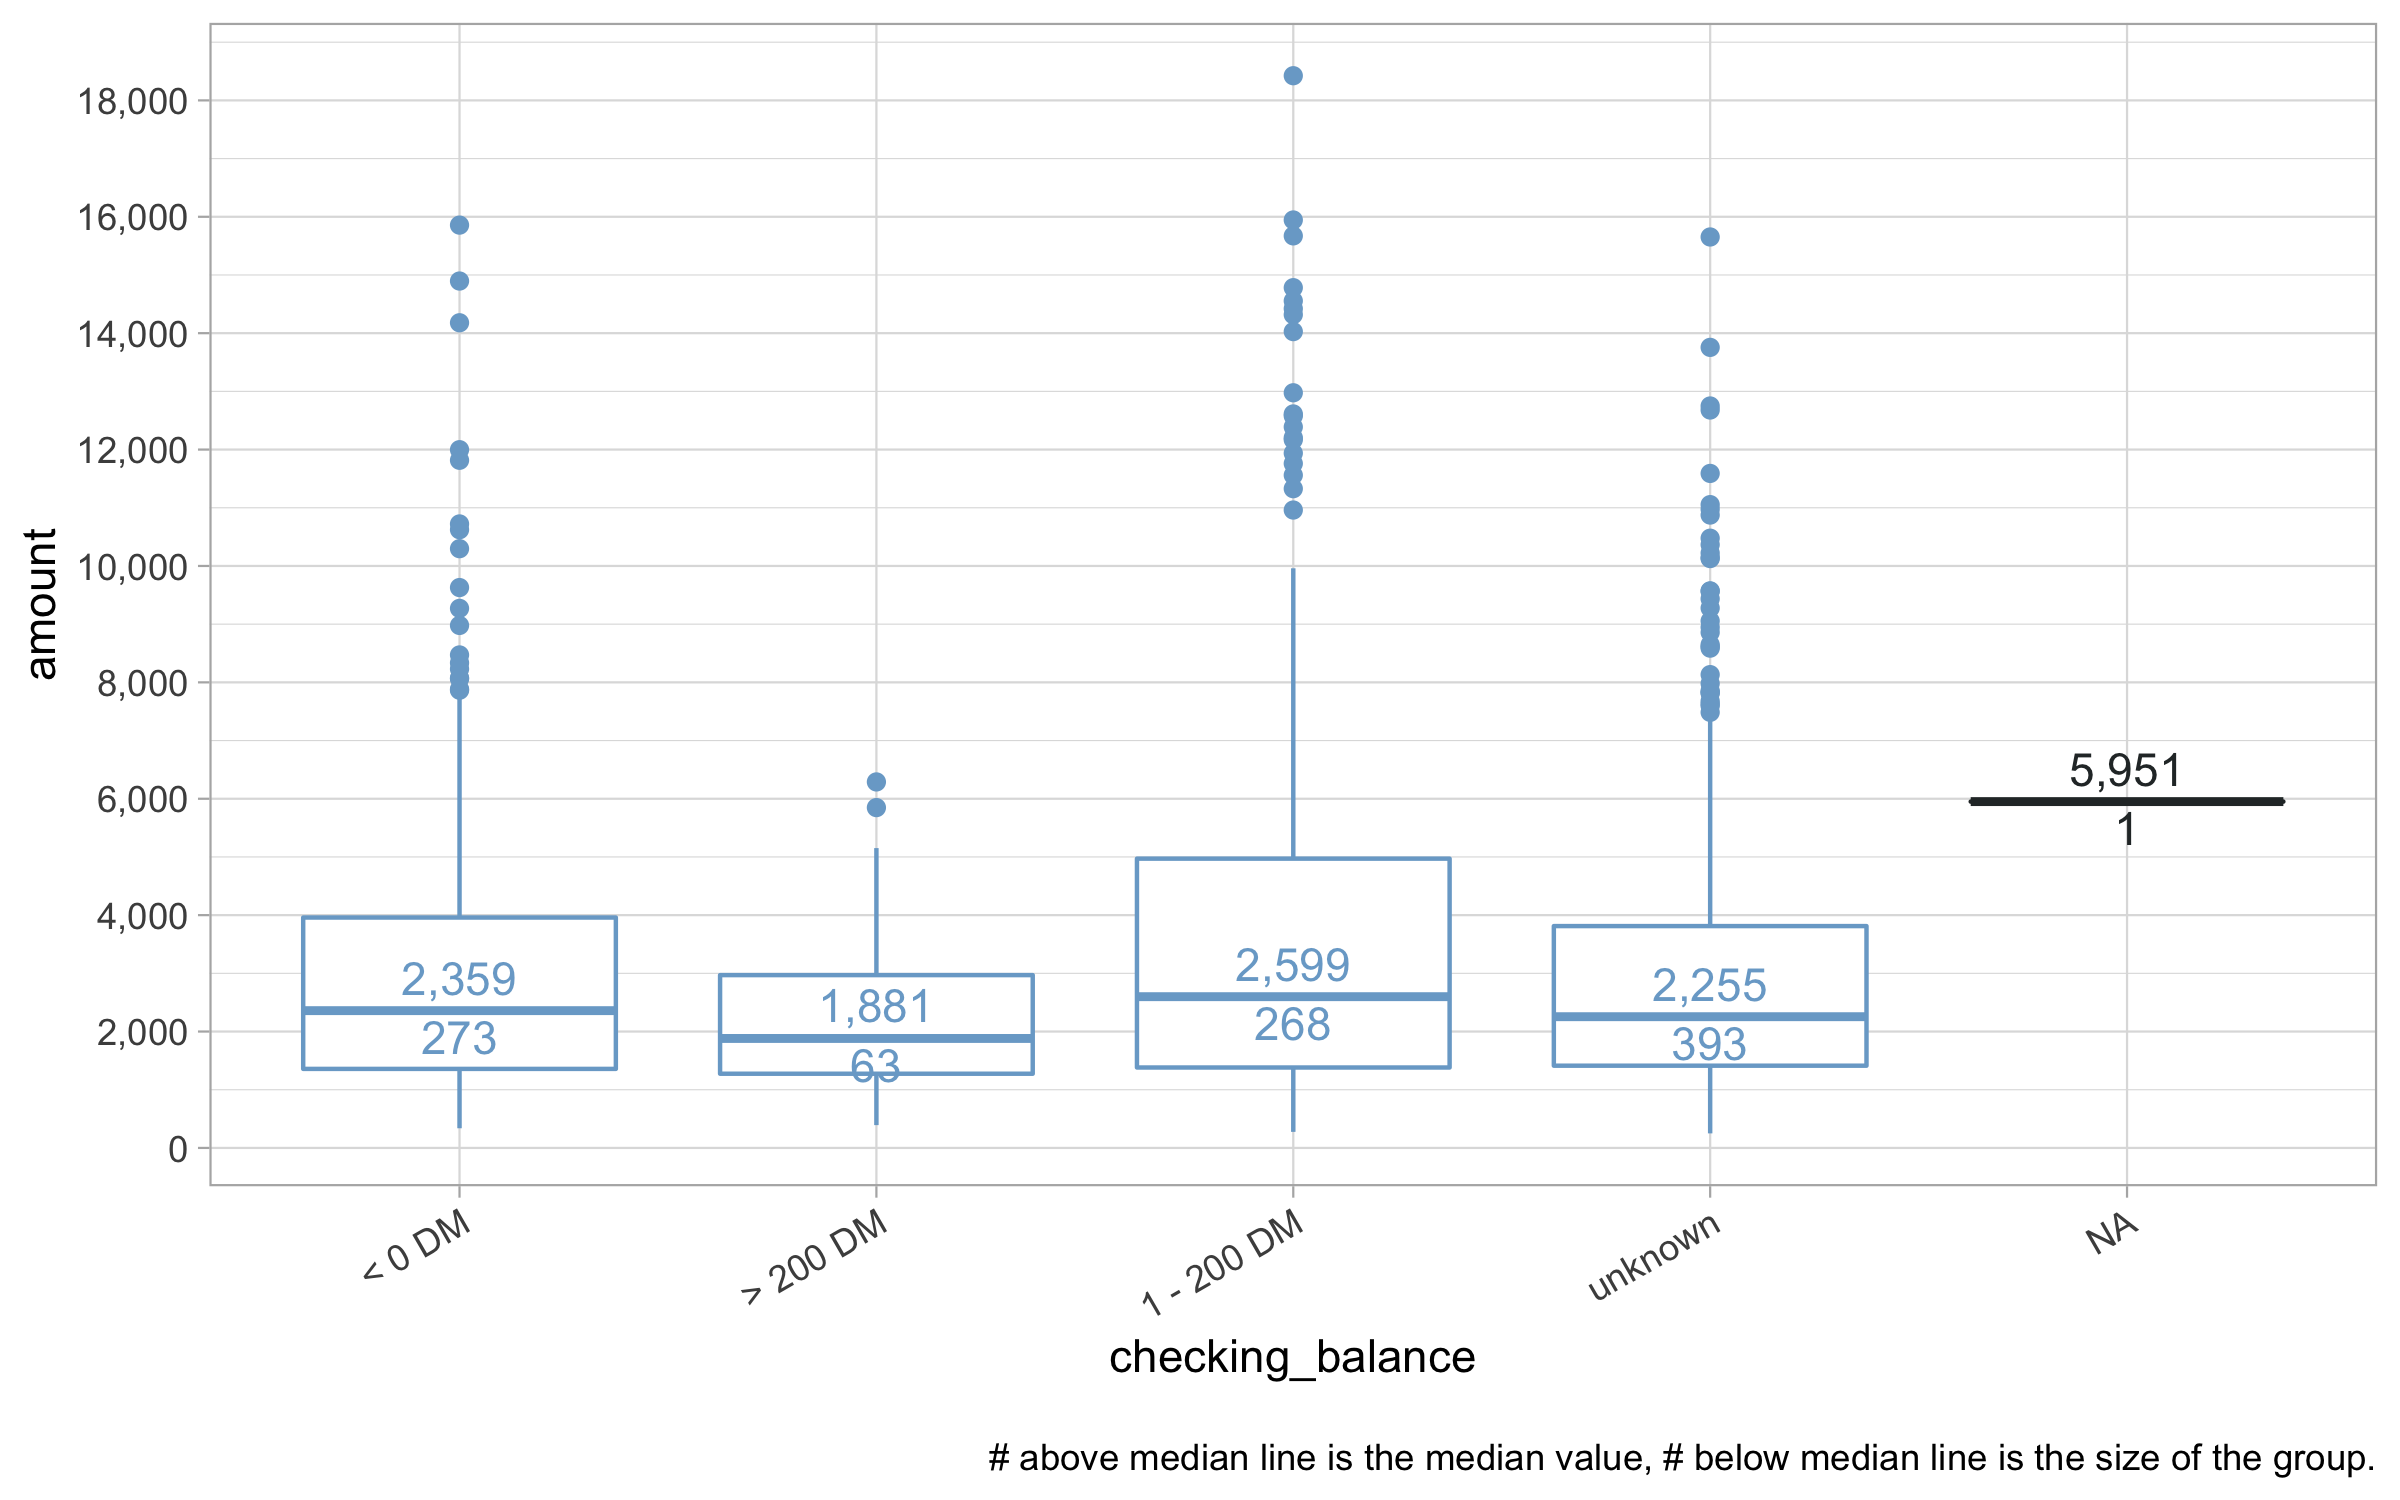 18,000
16,000
14,000
12,000
10,000
8,000
6,000
4,000
2,000
0
amount
2,359
273
1,881
63
2,599
268
2,255
393
5,951
1
< 0 DM
> 200 DM
1 - 200 DM
unknown
NA
checking_balance
# above median line is the median value, # below median line is the size of the group.